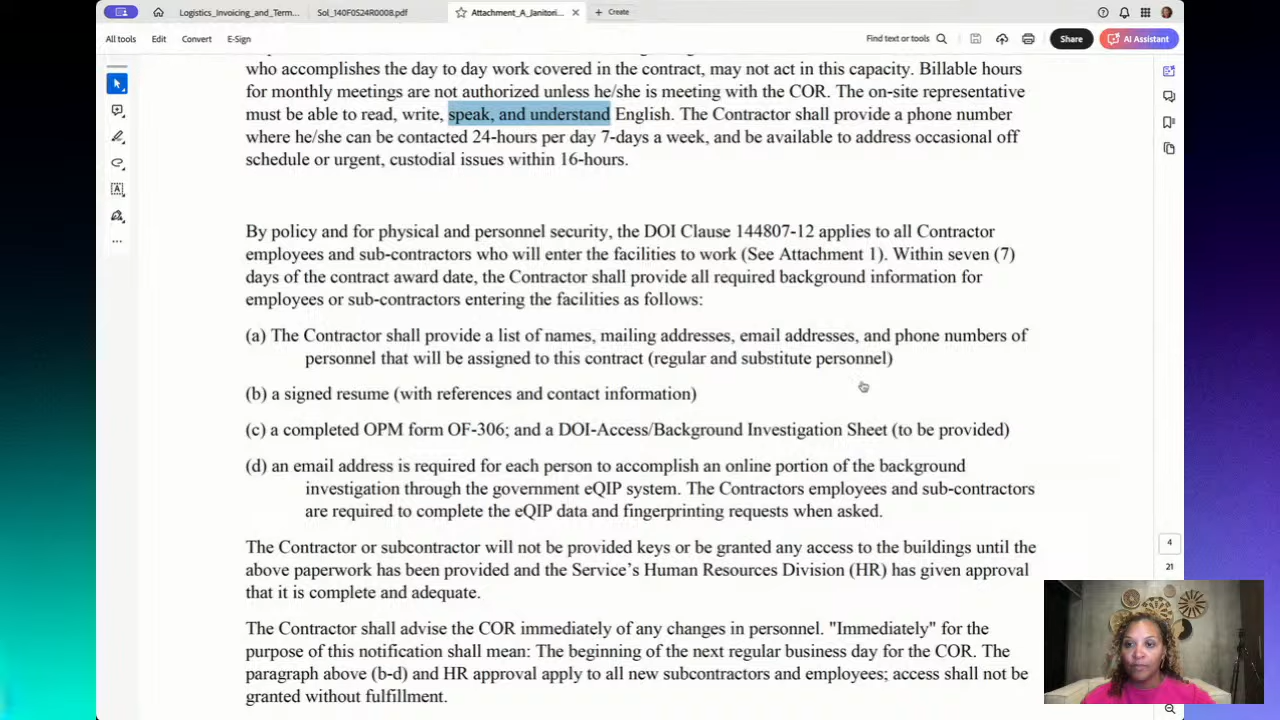 Logistics_Invoicing_and_Term...
Sol_140F0S24R0008.pdf
Attachment_A_Janitori...
Create
All tools
Edit
Convert
E-Sign
Find text or tools
Share
AI Assistant
who accomplishes the day to day work covered in the contract, may not act in this capacity. Billable hours
for monthly meetings are not authorized unless he/she is meeting with the COR. The on-site representative
must be able to read, write, speak, and understand English. The Contractor shall provide a phone number
where he/she can be contacted 24-hours per day 7-days a week, and be available to address occasional off
schedule or urgent, custodial issues within 16-hours.
By policy and for physical and personnel security, the DOI Clause 144807-12 applies to all Contractor
employees and sub-contractors who will enter the facilities to work (See Attachment 1). Within seven (7)
days of the contract award date, the Contractor shall provide all required background information for
employees or sub-contractors entering the facilities as follows:
(a) The Contractor shall provide a list of names, mailing addresses, email addresses, and phone numbers of
personnel that will be assigned to this contract (regular and substitute personnel)
(b) a signed resume (with references and contact information)
(c) a completed OPM form OF-306; and a DOI-Access/Background Investigation Sheet (to be provided)
(d) an email address is required for each person to accomplish an online portion of the background
investigation through the government eQIP system. The Contractors employees and sub-contractors
are required to complete the eQIP data and fingerprinting requests when asked.
The Contractor or subcontractor will not be provided keys or be granted any access to the buildings until the
above paperwork has been provided and the Service's Human Resources Division (HR) has given approval
that it is complete and adequate.
The Contractor shall advise the COR immediately of any changes in personnel. "Immediately" for the
purpose of this notification shall mean: The beginning of the next regular business day for the COR. The
paragraph above (b-d) and HR approval apply to all new subcontractors and employees; access shall not be
granted without fulfillment.
4
21